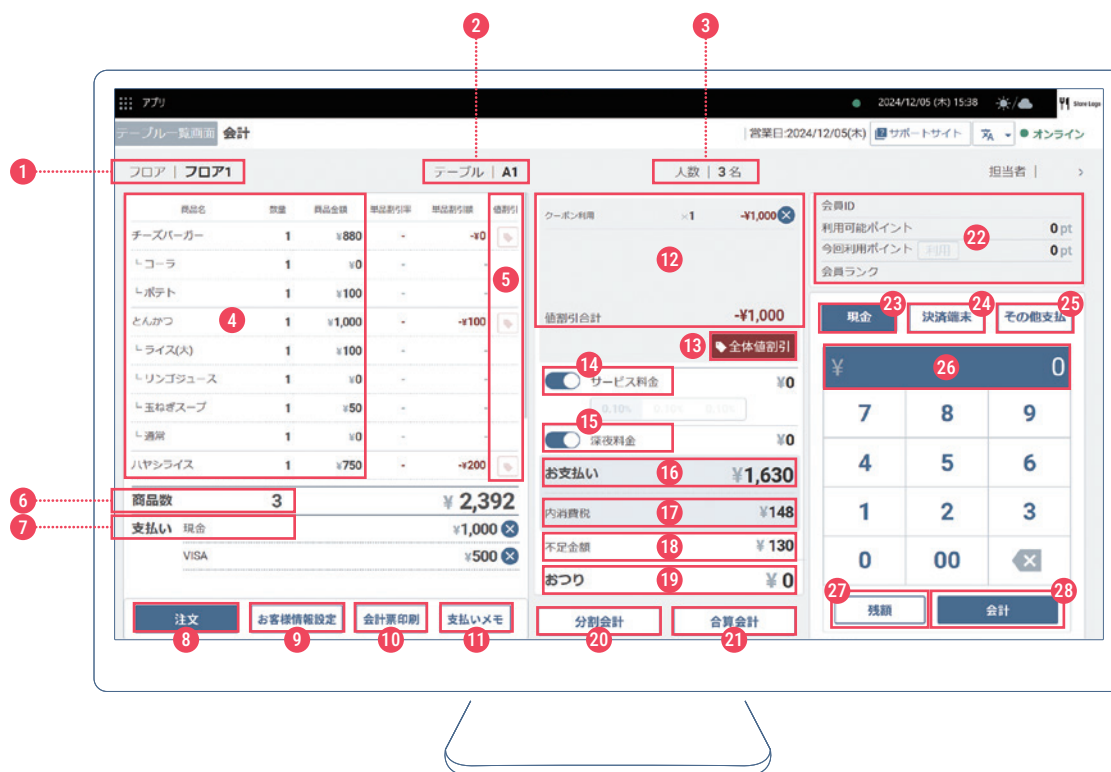 2
3
アプリ
2024/12/05 (木) 15:38
Store Logo
テーブル一覧画面 会計
営業日:2024/12/05(木) サポートサイト オンライン
1 フロア | フロア1
テーブル | A1
人数 | 3 名
担当者 | >
商品名 数量 商品金額 単品割引率 単品割引額 値割引
チーズバーガー 1 ¥880 - -¥0
└コーラ 1 ¥0 -
└ポテト 1 ¥100 - -
とんかつ 4 1 ¥1,000 - -¥100
└ライス(大) 1 ¥100 - -
└リンゴジュース 1 ¥0 - -
└玉ねぎスープ 1 ¥50 - -
└通常 1 ¥0 - -
ハヤシライス 1 ¥750 - -¥200
5
6 商品数 3 ¥ 2,392
7 支払い 現金 ¥1,000
VISA ¥500
注文 お客様情報設定 会計票印刷 支払いメモ
8 9 10 11
クーポン利用 ×1 -¥1,000
12
値割引合計 -¥1,000
13 全体値割引
14
サービス料金 ¥0
0.10% 0.10% 0.10%
15
深夜料金 ¥0
お支払い 16 ¥1,630
内消費税 17 ¥148
不足金額 18 ¥ 130
おつり 19 ¥ 0
分割会計 合算会計
20 21
会員ID
利用可能ポイント 0 pt
今回利用ポイント 利用 0 pt
会員ランク
22
23 24 25
現金 決済端末 その他支払
¥ 26 0
7 8 9
4 5 6
1 2 3
0 00
27 28
残額 会計